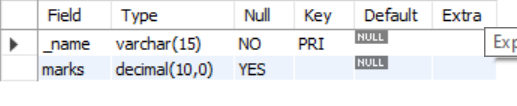 Field Type Null Key Default Extra
_name varchar(15) NO PRI NULL
marks decimal(10,0) YES NULL